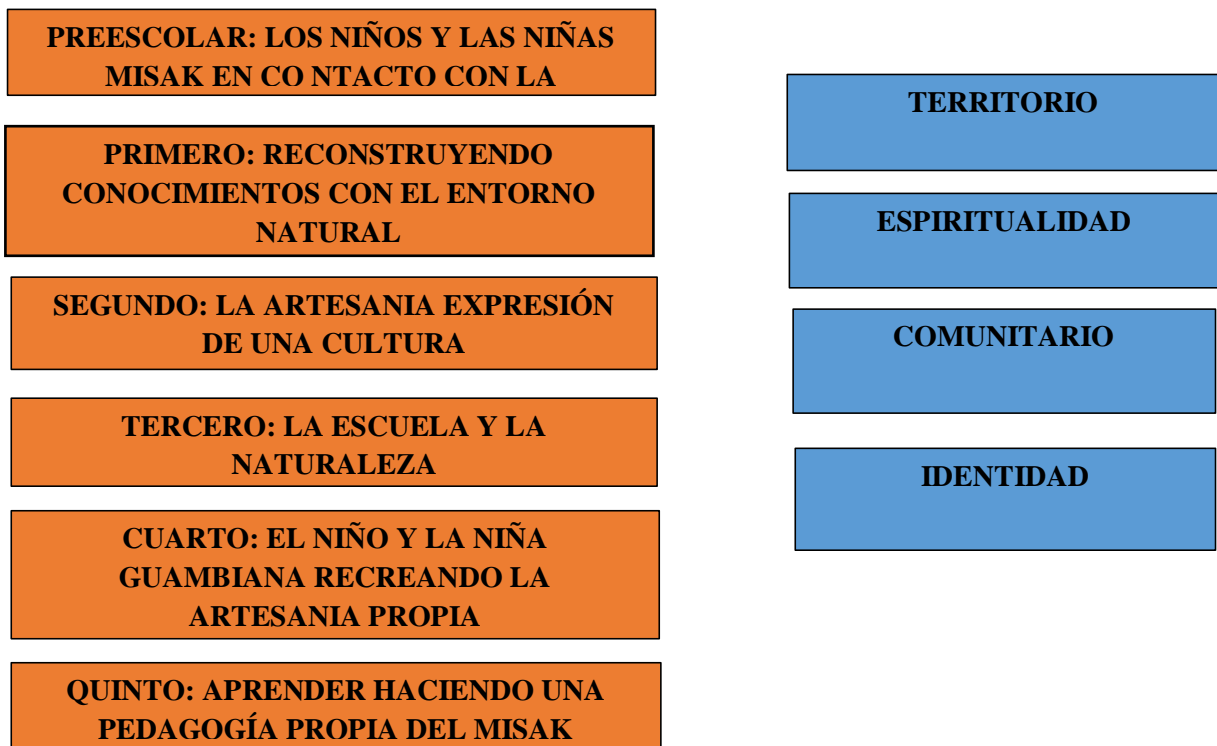 PREESCOLAR: LOS NIÑOS Y LAS NIÑAS
MISAK EN CO NTACTO CON LA
PRIMERO: RECONSTRUYENDO
CONOCIMIENTOS CON EL ENTORNO
NATURAL
SEGUNDO: LA ARTESANIA EXPRESIÓN
DE UNA CULTURA
TERCERO: LA ESCUELA Y LA
NATURALEZA
CUARTO: EL NIÑO Y LA NIÑA
GUAMBIANA RECREANDO LA
ARTESANIA PROPIA
QUINTO: APRENDER HACIENDO UNA
PEDAGOGÍA PROPIA DEL MISAK
TERRITORIO
ESPIRITUALIDAD
COMUNITARIO
IDENTIDAD